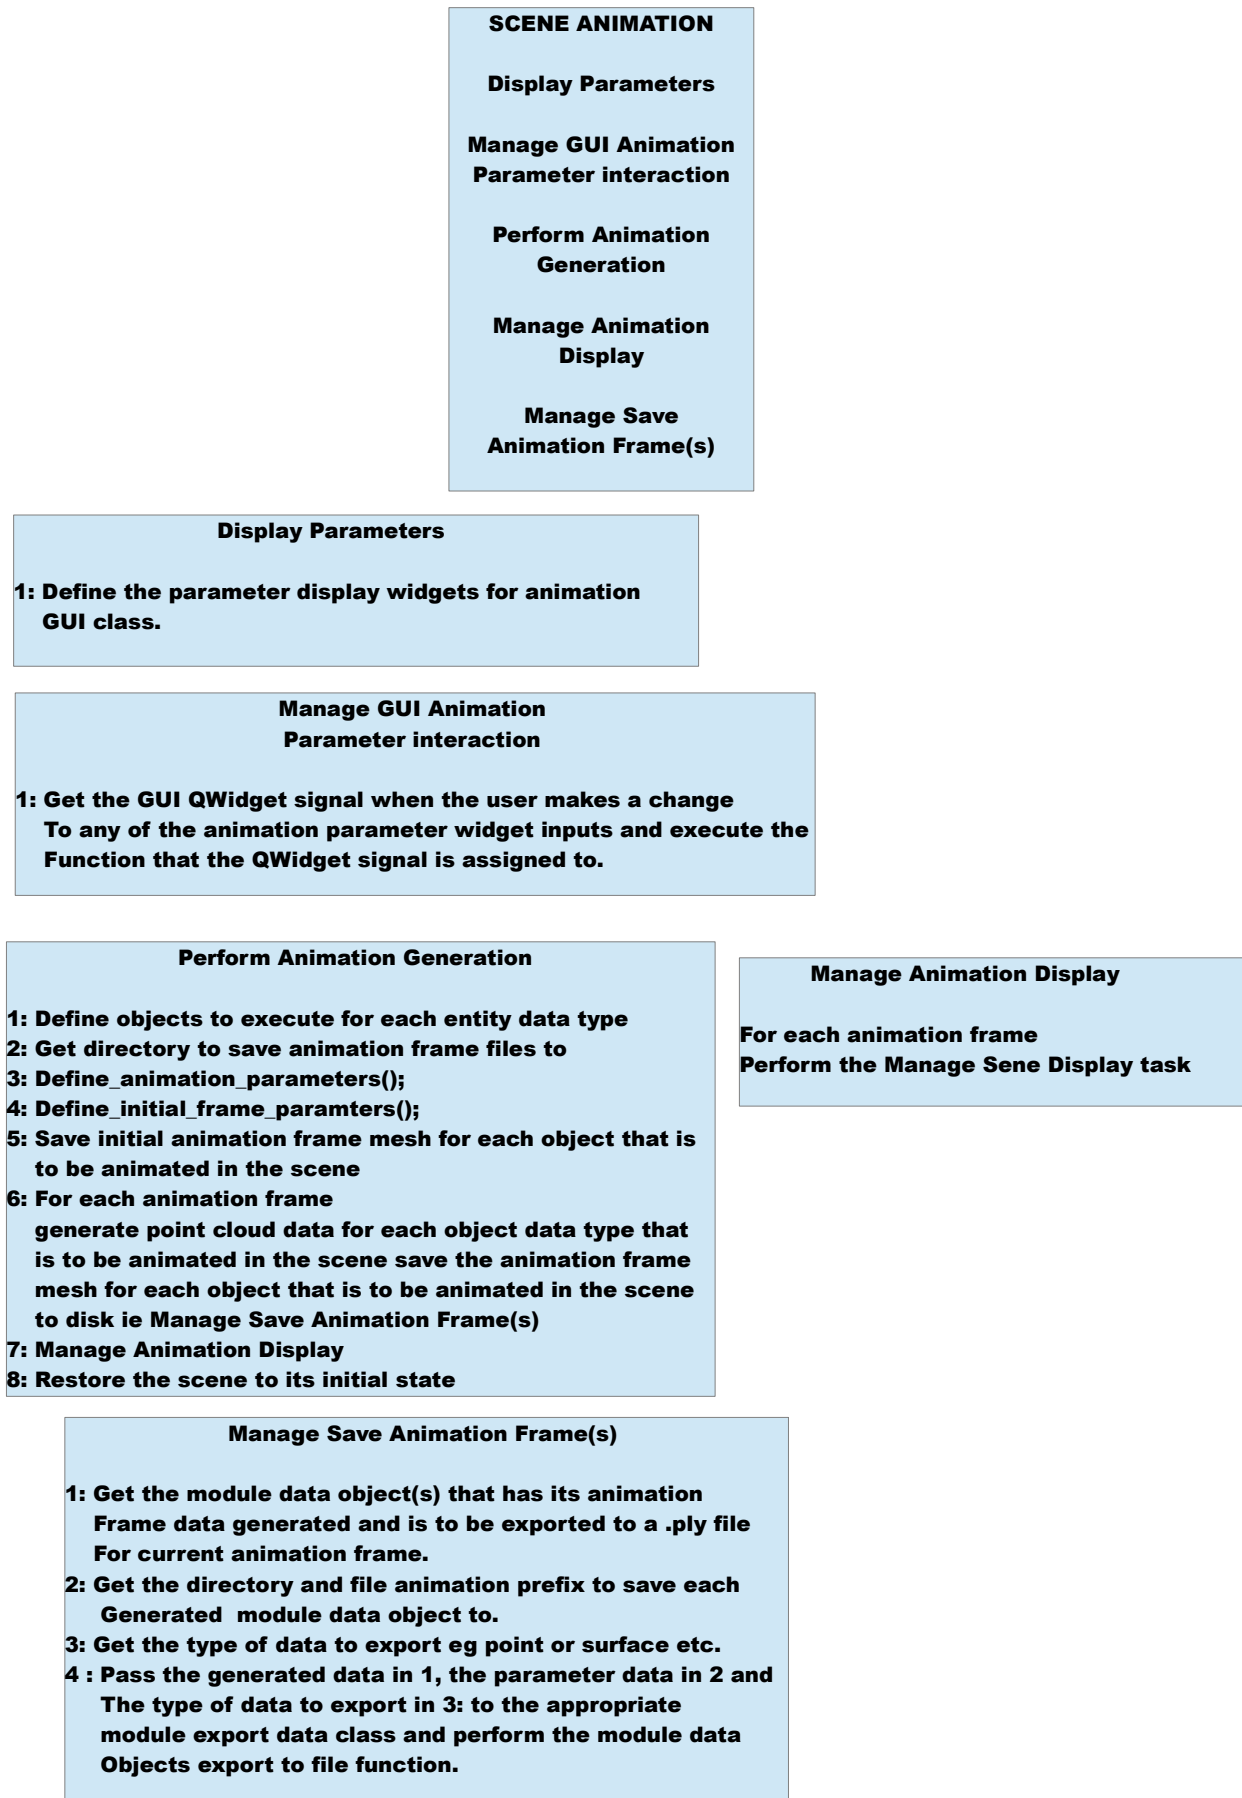 SCENE ANIMATION
Display Parameters
Manage GUI Animation
Parameter interaction
Perform Animation
Generation
Manage Animation
Display
Manage Save
Animation Frame(s)
Display Parameters
1: Define the parameter display widgets for animation
GUI class.
Manage GUI Animation
Parameter interaction
1: Get the GUI QWidget signal when the user makes a change
To any of the animation parameter widget inputs and execute the
Function that the QWidget signal is assigned to.
Perform Animation Generation
1: Define objects to execute for each entity data type
2: Get directory to save animation frame files to
3: Define_animation_parameters();
4: Define_initial_frame_paramters();
5: Save initial animation frame mesh for each object that is
to be animated in the scene
6: For each animation frame
generate point cloud data for each object data type that
is to be animated in the scene save the animation frame
mesh for each object that is to be animated in the scene
to disk ie Manage Save Animation Frame(s)
7: Manage Animation Display
8: Restore the scene to its initial state
Manage Animation Display
For each animation frame
Perform the Manage Sene Display task
Manage Save Animation Frame(s)
1: Get the module data object(s) that has its animation
Frame data generated and is to be exported to a .ply file
For current animation frame.
2: Get the directory and file animation prefix to save each
Generated  module data object to.
3: Get the type of data to export eg point or surface etc.
4 : Pass the generated data in 1, the parameter data in 2 and
The type of data to export in 3: to the appropriate
module export data class and perform the module data
Objects export to file function.